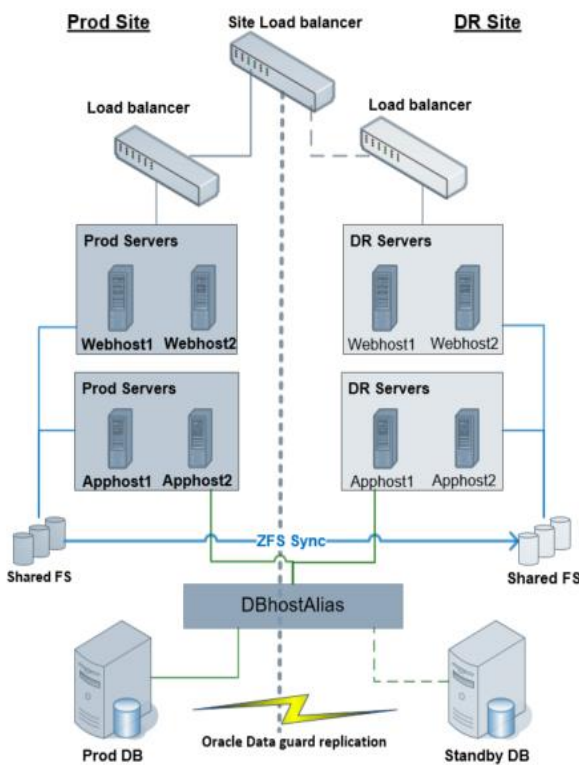 Prod Site
Site Load balancer
DR Site
Load balancer
Load balancer
Prod Servers
Webhost1 Webhost2
DR Servers
Webhost1 Webhost2
Prod Servers
Apphost1 Apphost2
DR Servers
Apphost1 Apphost2
ZFS Sync
Shared FS
Shared FS
DBhostAlias
Oracle Data guard replication
Prod DB
Standby DB